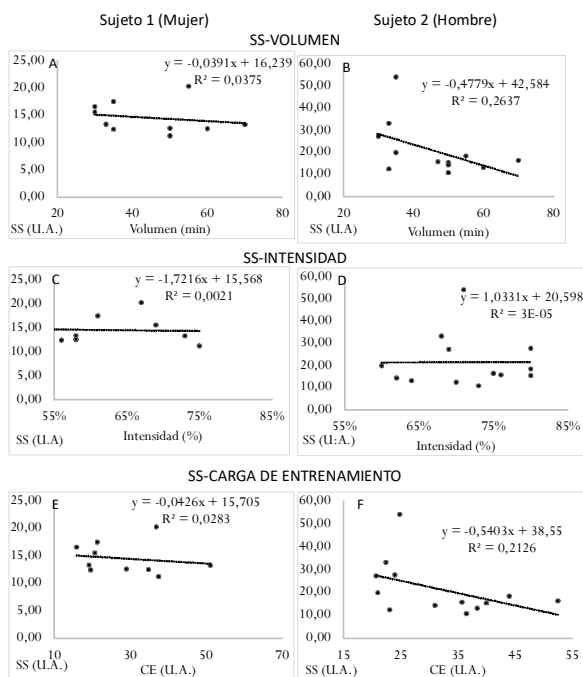 Sujeto 1 (Mujer) Sujeto 2 (Hombre)
SS-VOLUMEN
A
y = -0,0391x + 16,239
R² = 0,0375
25,00
20,00
15,00
10,00
5,00
0,00
20 40 60 80
SS (U.A.) Volumen (min)
B
y = -0,4779x + 42,584
R² = 0,2637
60,00
50,00
40,00
30,00
20,00
10,00
0,00
20 40 60 80
SS (U.A.) Volumen (min)
SS-INTENSIDAD
C
y = -1,7216x + 15,568
R² = 0,0021
25,00
20,00
15,00
10,00
5,00
0,00
55% 65% 75% 85%
SS (U.A) Intensidad (%)
D
y = 1,0331x + 20,598
R² = 3E-05
60,00
50,00
40,00
30,00
20,00
10,00
0,00
55% 65% 75% 85%
SS (U:A.) Intensidad (%)
SS-CARGA DE ENTRENAMIENTO
E
y = -0,0426x + 15,705
R² = 0,0283
25,00
20,00
15,00
10,00
5,00
0,00
10 30 50 70
SS (U.A.) CE (U.A.)
F
y = -0,5403x + 38,55
R² = 0,2126
60,00
50,00
40,00
30,00
20,00
10,00
0,00
15 25 35 45 55
SS (U.A.) CE (U.A.)